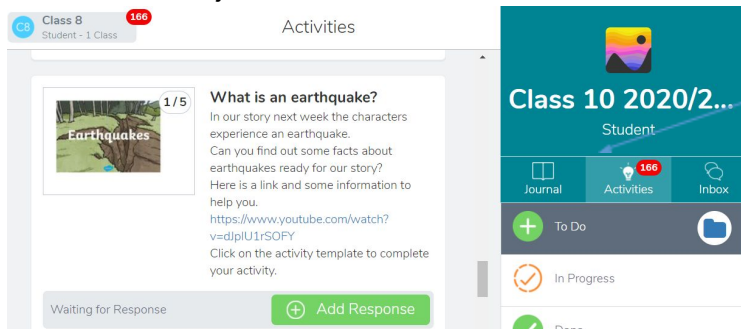 C8
Class 8
166
Student - 1 Class
Activities
1/5
Earthquakes
What is an earthquake?
In our story next week the characters
experience an earthquake.
Can you find out some facts about
earthquakes ready for our story?
Here is a link and some information to
help you.
https://www.youtube.com/watch?
v=dJpIU1rSOFY
Click on the activity template to complete
your activity.
Waiting for Response
Add Response
Class 10 2020/2...
Student
166
Journal
Activities
Inbox
To Do
In Progress
Done